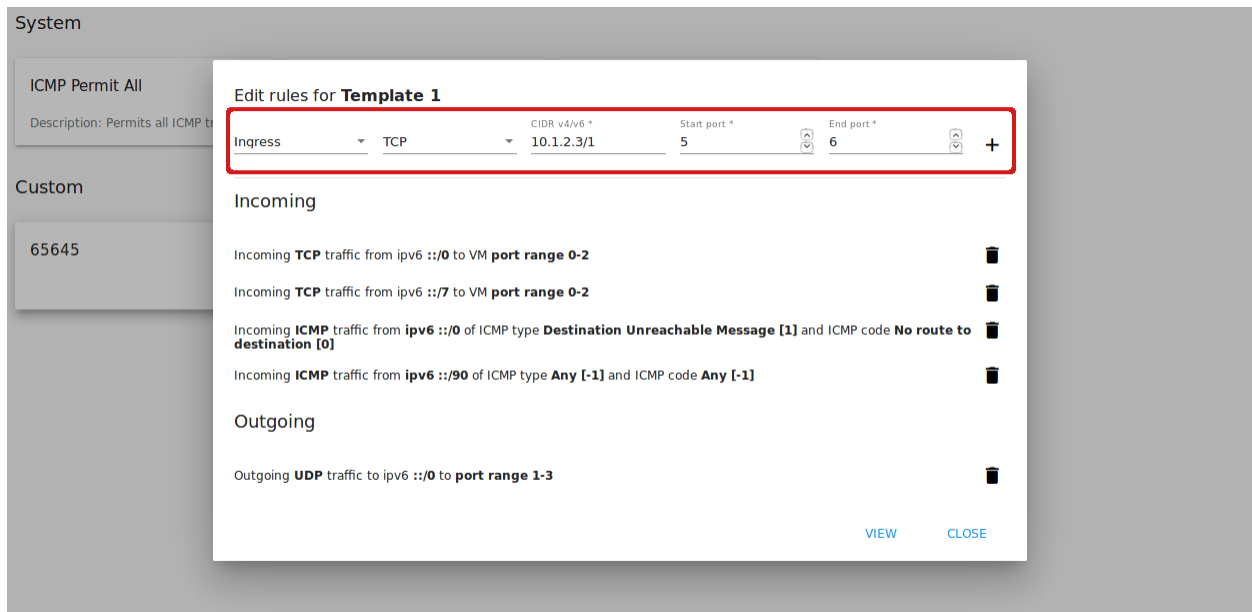 System
ICMP Permit All
Description: Permits all ICMP tr
Custom
65645
Edit rules for Template 1
Ingress TCP CIDR v4/v6 * 10.1.2.3/1 Start port * 5 End port * 6 +
Incoming
Incoming TCP traffic from ipv6 ::/0 to VM port range 0-2
Incoming TCP traffic from ipv6 ::/7 to VM port range 0-2
Incoming ICMP traffic from ipv6 ::/0 of ICMP type Destination Unreachable Message [1] and ICMP code No route to
destination [0]
Incoming ICMP traffic from ipv6 ::/90 of ICMP type Any [-1] and ICMP code Any [-1]
Outgoing
Outgoing UDP traffic to ipv6 ::/0 to port range 1-3
VIEW CLOSE